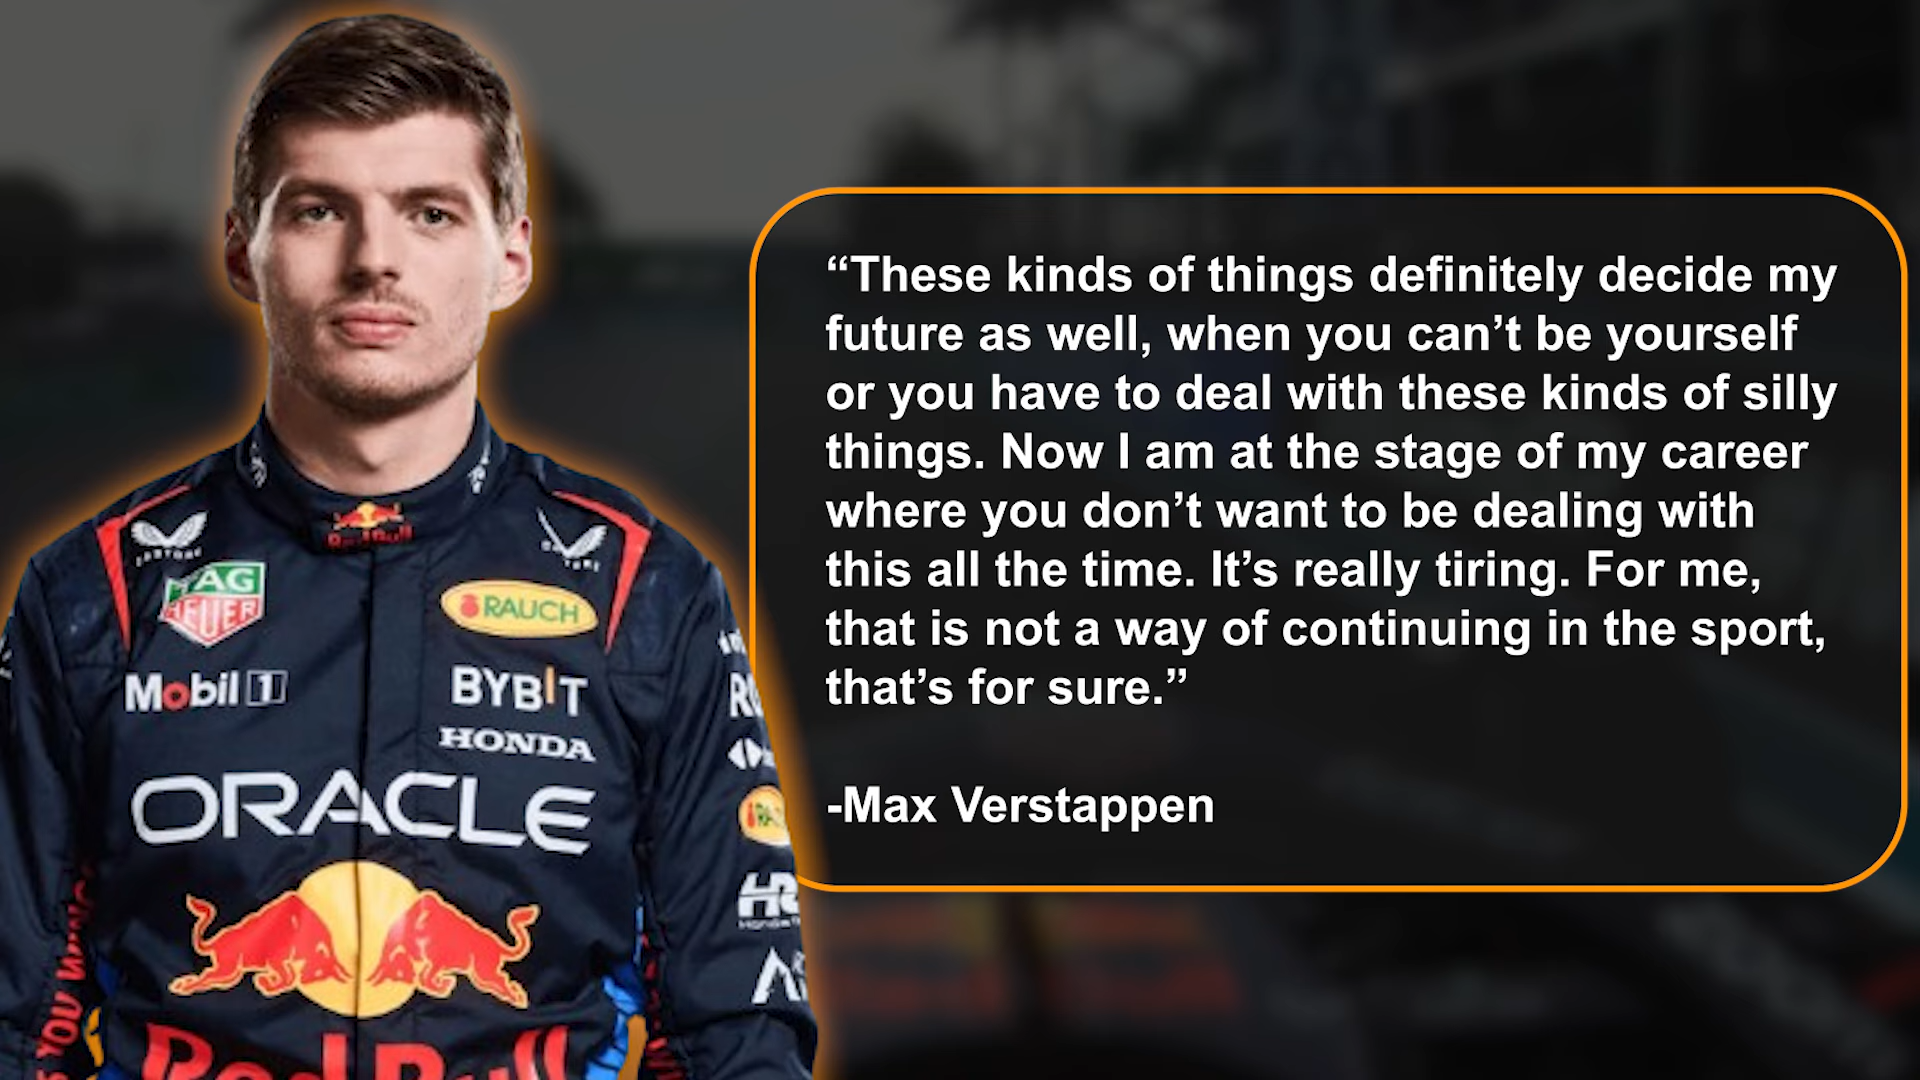 “These kinds of things definitely decide my
future as well, when you can’t be yourself
or you have to deal with these kinds of silly
things. Now I am at the stage of my career
where you don’t want to be dealing with
this all the time. It’s really tiring. For me,
that is not a way of continuing in the sport,
that’s for sure.”
-Max Verstappen
Red Bull
TAG
HEUER
RAUCH
Mobil 1
BYBIT
HONDA
ORACLE
Red Bull
YOU